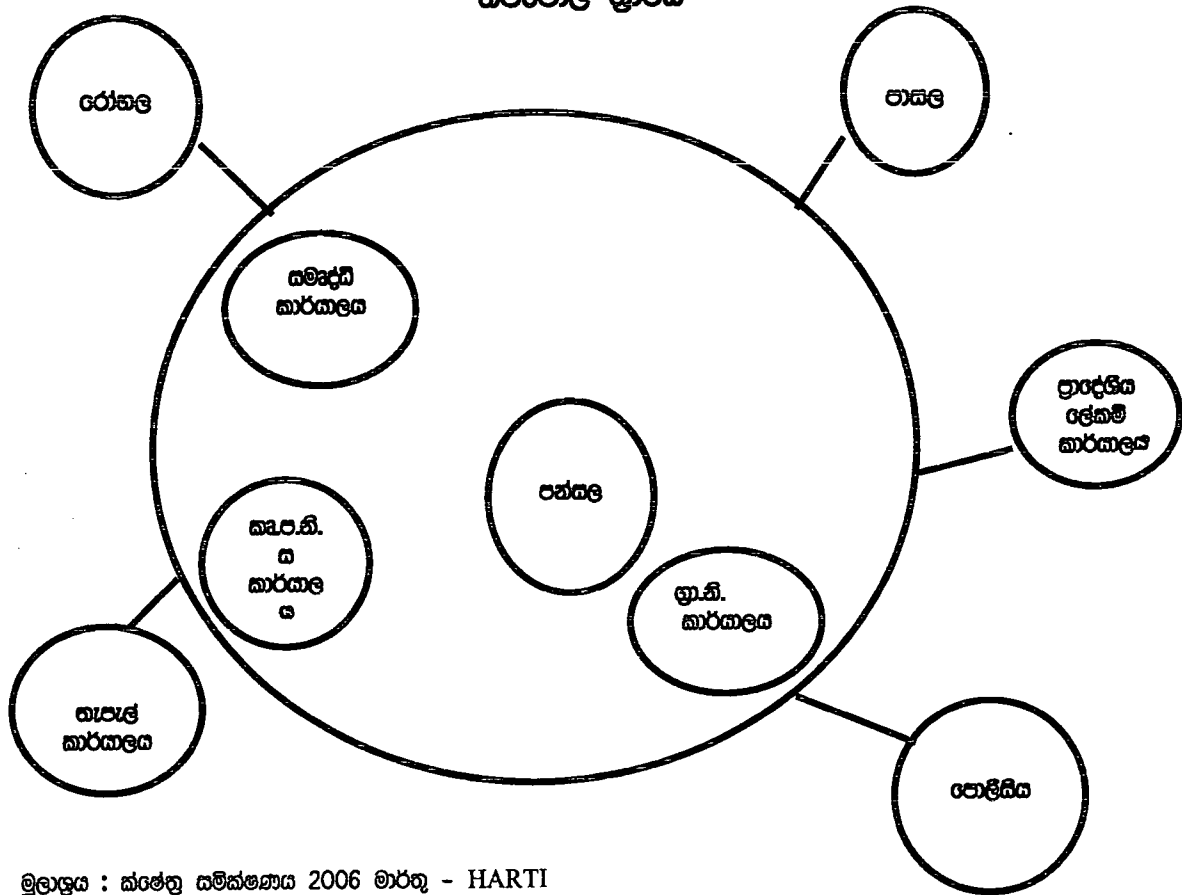 රෝහල
පාසල
සමෘද්ධි
කාර්යාලය
ප්‍රාදේශීය
ලේකම්
කාර්යාලය
පන්සල
කෘ.ප.නි.
ස
කාර්යාල
ය
ග්‍රා.නි.
කාර්යාලය
තැපැල්
කාර්යාලය
පොලීසිය
මූලාශ්‍රය : ක්ෂේත්‍ර සමීක්ෂණය 2006 මාර්තු - HARTI